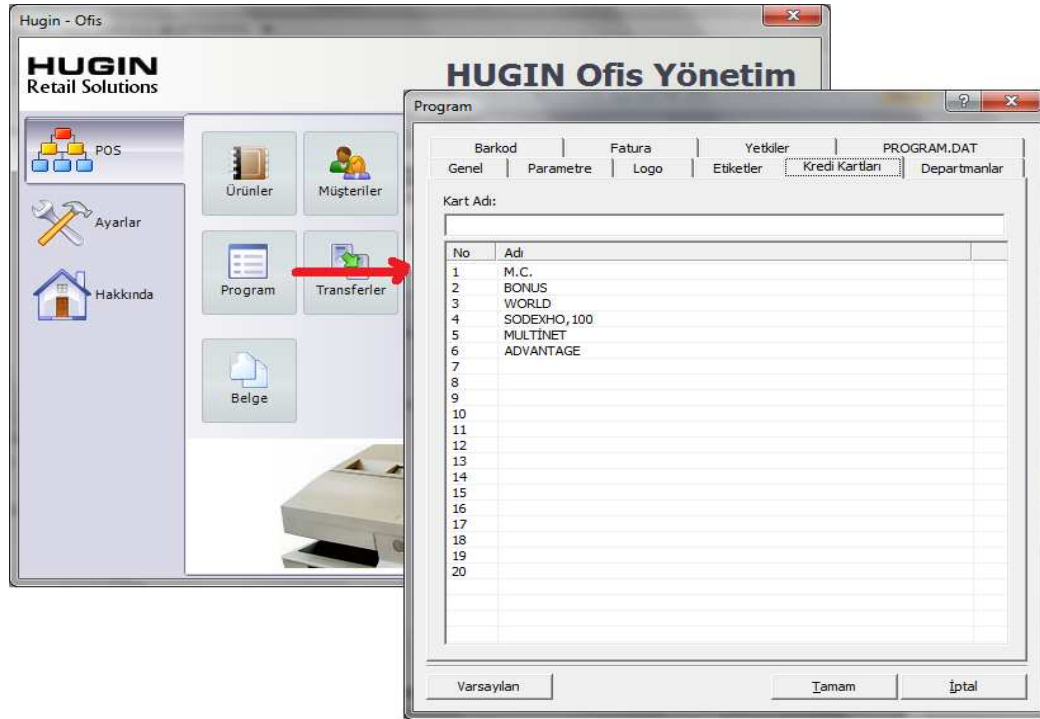 Hugin - Ofis
HUGIN
Retail Solutions
HUGIN Ofis Yönetim
POS
Ayarlar
Hakkında
Ürünler
Müşteriler
Program
Transferler
Belge
Program
Barkod
Fatura
Yetkiler
PROGRAM.DAT
Genel
Parametre
Logo
Etiketler
Kredi Kartları
Departmanlar
Kart Adı:
No Adı
1 M.C.
2 BONUS
3 WORLD
4 SODEXHO,100
5 MULTİNET
6 ADVANTAGE
7
8
9
10
11
12
13
14
15
16
17
18
19
20
Varsayılan
Tamam
İptal